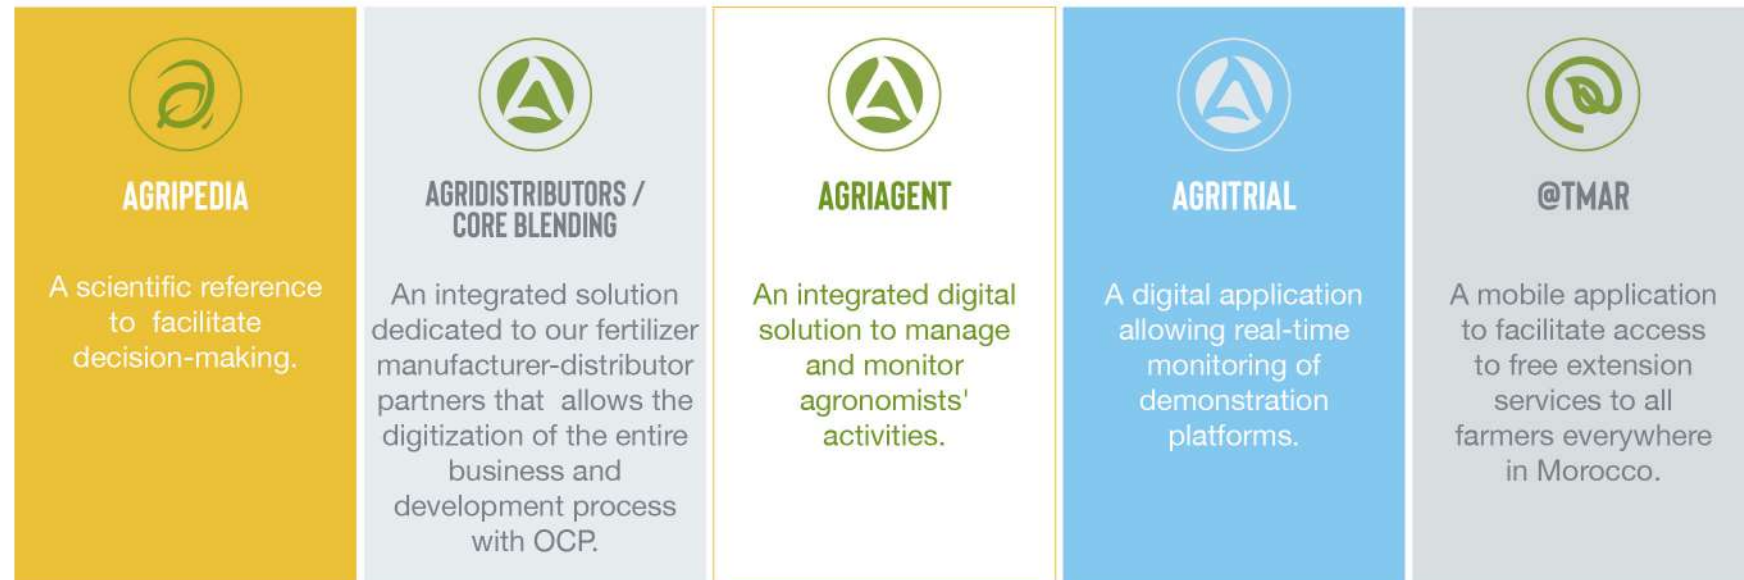 AGRIPEDIA
A scientific reference
to facilitate
decision-making.
AGRIDISTRIBUTORS /
CORE BLENDING
An integrated solution
dedicated to our fertilizer
manufacturer-distributor
partners that allows the
digitization of the entire
business and
development process
with OCP.
AGRIAGENT
An integrated digital
solution to manage
and monitor
agronomists'
activities.
AGRITRIAL
A digital application
allowing real-time
monitoring of
demonstration
platforms.
@TMAR
A mobile application
to facilitate access
to free extension
services to all
farmers everywhere
in Morocco.